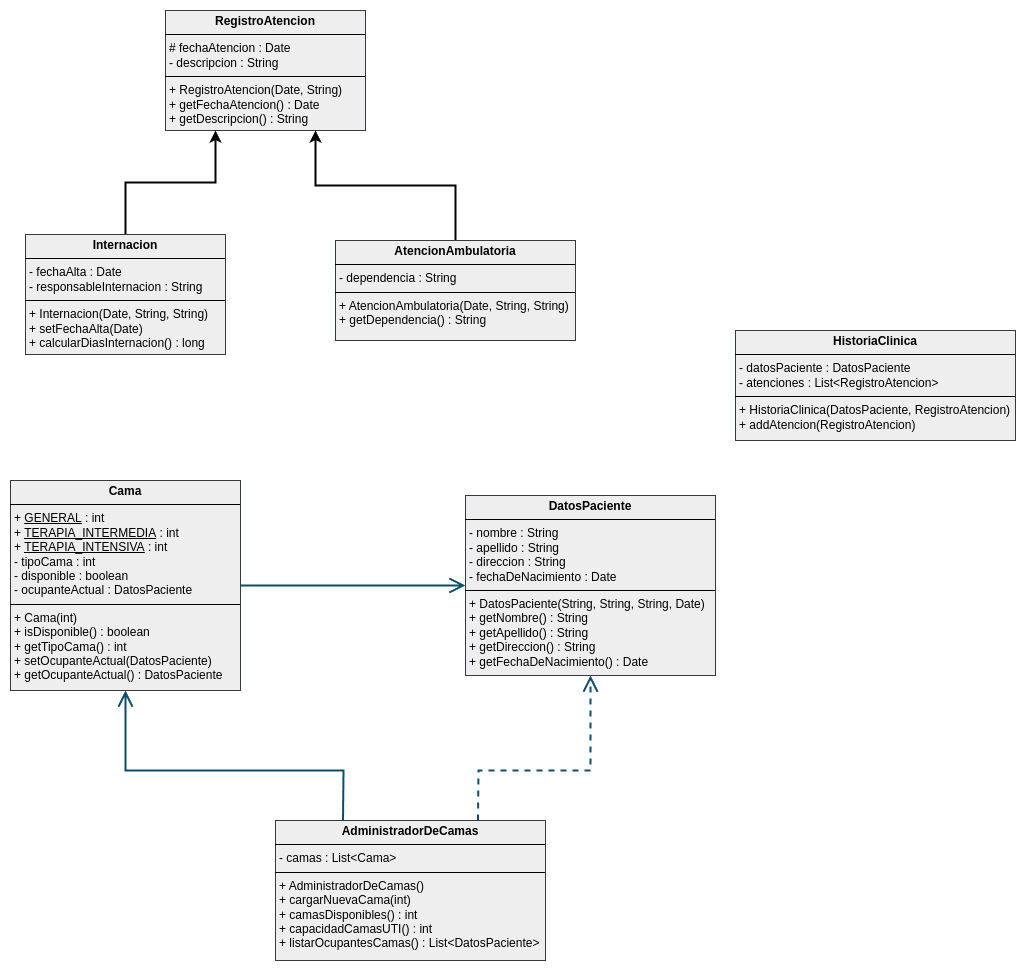 RegistroAtencion
# fechaAtencion : Date
- descripcion : String
+ RegistroAtencion(Date, String)
+ getFechaAtencion() : Date
+ getDescripcion() : String
Internacion
- fechaAlta : Date
- responsableInternacion : String
+ Internacion(Date, String, String)
+ setFechaAlta(Date)
+ calcularDiasInternacion() : long
AtencionAmbulatoria
- dependencia : String
+ AtencionAmbulatoria(Date, String, String)
+ getDependencia() : String
HistoriaClinica
- datosPaciente : DatosPaciente
- atenciones : List<RegistroAtencion>
+ HistoriaClinica(DatosPaciente, RegistroAtencion)
+ addAtencion(RegistroAtencion)
Cama
+ GENERAL : int
+ TERAPIA_INTERMEDIA : int
+ TERAPIA_INTENSIVA : int
- tipoCama : int
- disponible : boolean
- ocupanteActual : DatosPaciente
+ Cama(int)
+ isDisponible() : boolean
+ getTipoCama() : int
+ setOcupanteActual(DatosPaciente)
+ getOcupanteActual() : DatosPaciente
DatosPaciente
- nombre : String
- apellido : String
- direccion : String
- fechaDeNacimiento : Date
+ DatosPaciente(String, String, String, Date)
+ getNombre() : String
+ getApellido() : String
+ getDireccion() : String
+ getFechaDeNacimiento() : Date
AdministradorDeCamas
- camas : List<Cama>
+ AdministradorDeCamas()
+ cargarNuevaCama(int)
+ camasDisponibles() : int
+ capacidadCamasUTI() : int
+ listarOcupantesCamas() : List<DatosPaciente>